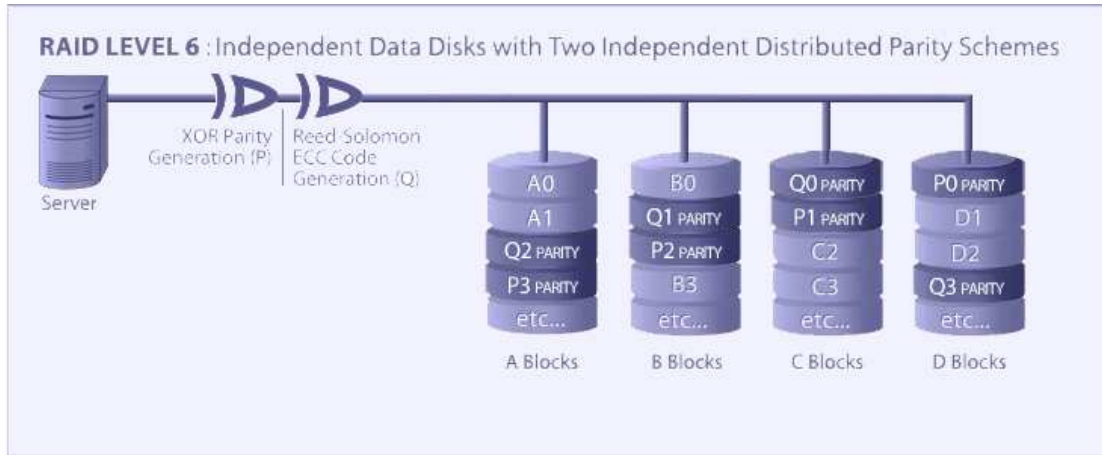 RAID LEVEL 6 : Independent Data Disks with Two Independent Distributed Parity Schemes
XOR Parity
Generation (P)
Reed-Solomon
ECC Code
Generation (Q)
Server
A0
A1
Q2 PARITY
P3 PARITY
etc...
A Blocks
B0
Q1 PARITY
P2 PARITY
B3
etc...
B Blocks
Q0 PARITY
P1 PARITY
C2
C3
etc...
C Blocks
P0 PARITY
D1
D2
Q3 PARITY
etc...
D Blocks